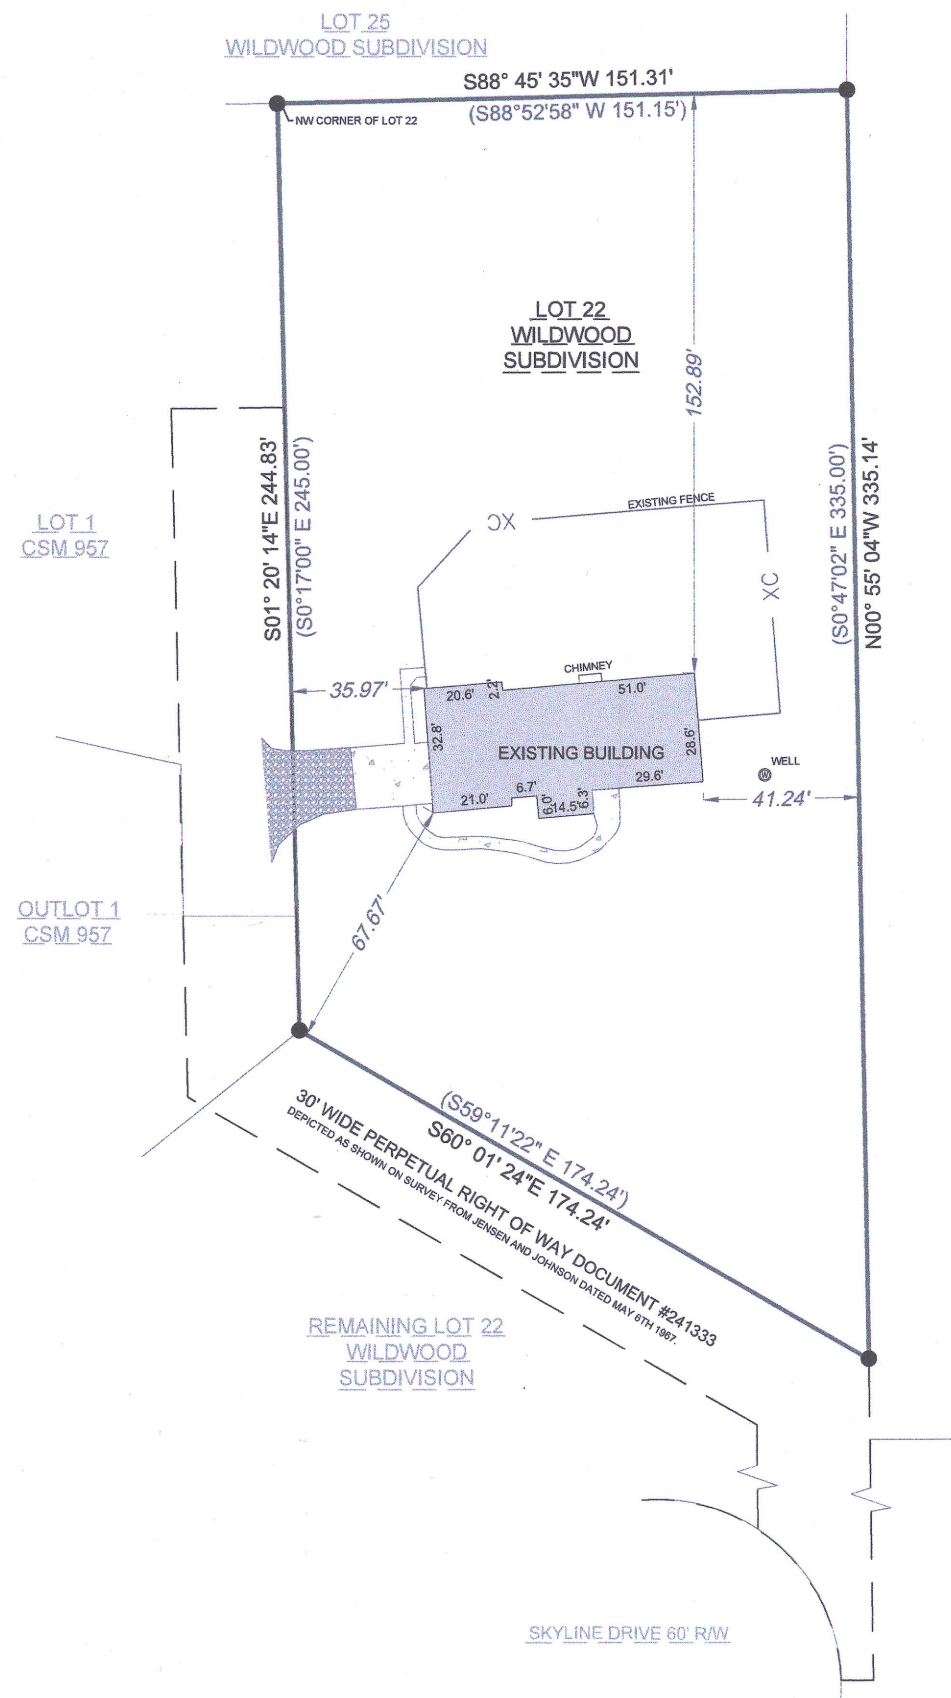 LOT 25
WILDWOOD SUBDIVISION
S88° 45' 35"W 151.31'
(S88°52'58" W 151.15')
NW CORNER OF LOT 22
LOT 22
WILDWOOD
SUBDIVISION
152.89'
S01° 20' 14"E 244.83'
(S0°17'00" E 245.00')
(S0°47'02" E 335.00')
N00° 55' 04"W 335.14'
LOT 1
CSM 957
EXISTING FENCE
XC
XC
CHIMNEY
35.97'
20.6'
2.2'
51.0'
32.8'
EXISTING BUILDING
28.6'
WELL
W
29.6'
6.7'
21.0'
6.0'
14.5'
6.3'
41.24'
67.67'
OUTLOT 1
CSM 957
(S59°11'22" E 174.24')
S60° 01' 24"E 174.24'
30' WIDE PERPETUAL RIGHT OF WAY DOCUMENT #241333
DEPICTED AS SHOWN ON SURVEY FROM JENSEN AND JOHNSON DATED MAY 6TH 1967.
REMAINING LOT 22
WILDWOOD
SUBDIVISION
SKYLINE DRIVE 60' R/W